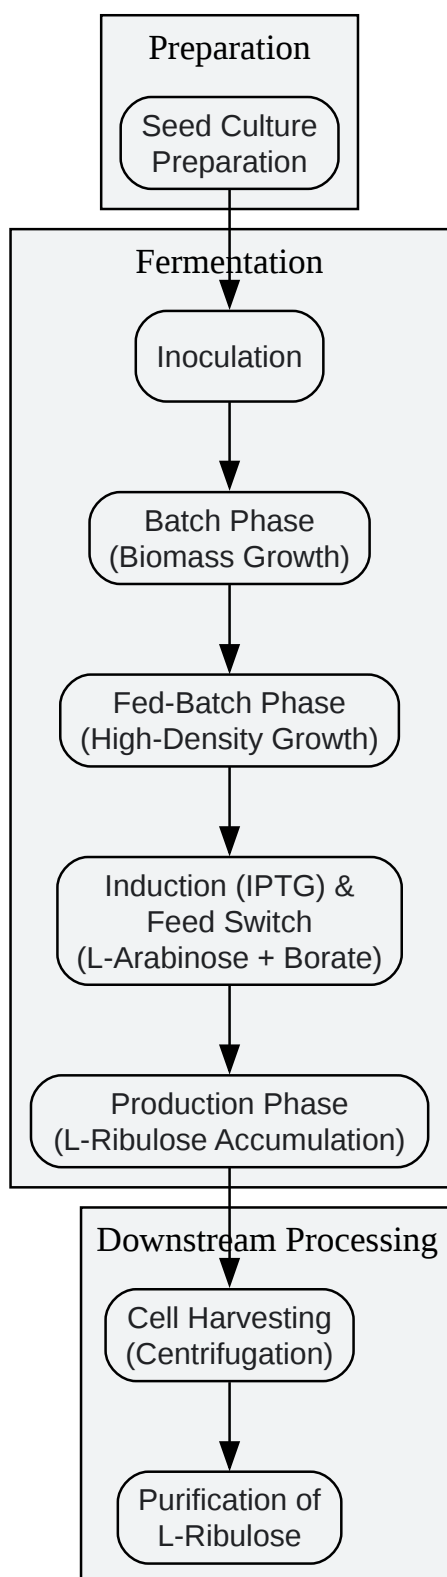 Preparation
Seed Culture
Preparation
Fermentation
Inoculation
Batch Phase
(Biomass Growth)
Fed-Batch Phase
(High-Density Growth)
Induction (IPTG) &
Feed Switch
(L-Arabinose + Borate)
Production Phase
(L-Ribulose Accumulation)
Downstream Processing
Cell Harvesting
(Centrifugation)
Purification of
L-Ribulose